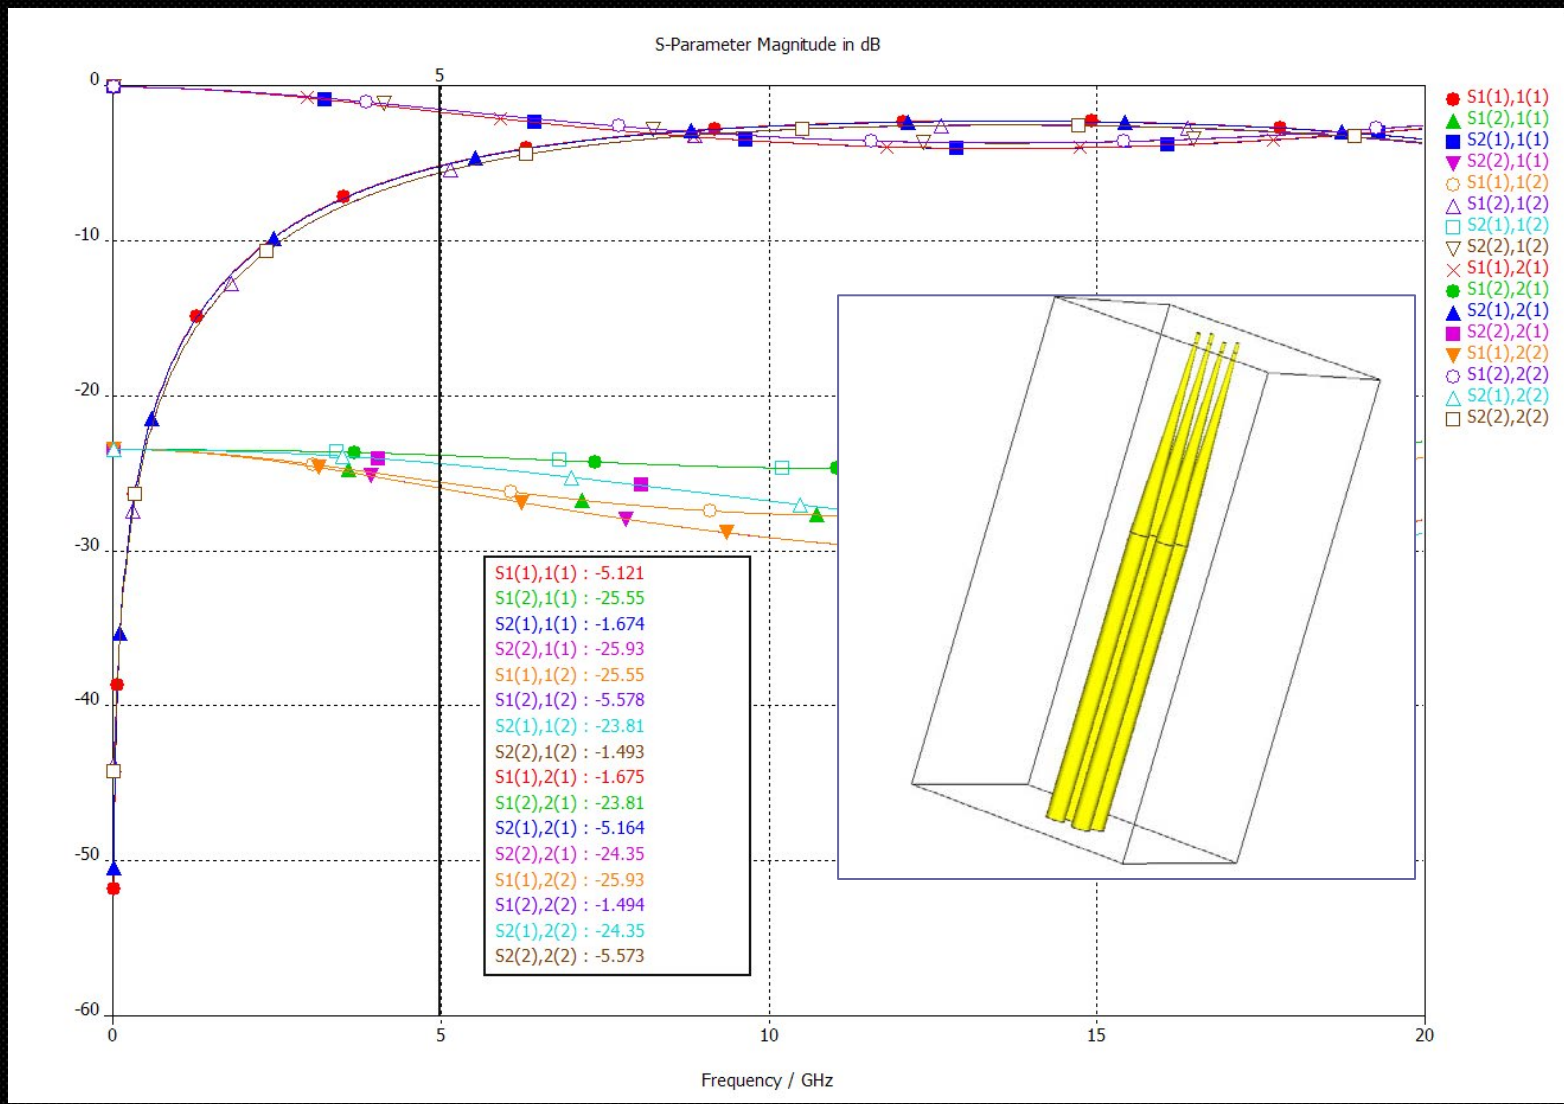 S-Parameter Magnitude in dB
5
0
-10
-20
-30
-40
-50
-60
0 5 10 15 20
Frequency / GHz
S1(1),1(1)
S1(2),1(1)
S2(1),1(1)
S2(2),1(1)
S1(1),1(2)
S1(2),1(2)
S2(1),1(2)
S2(2),1(2)
S1(1),2(1)
S1(2),2(1)
S2(1),2(1)
S2(2),2(1)
S1(1),2(2)
S1(2),2(2)
S2(1),2(2)
S2(2),2(2)
S1(1),1(1) : -5.121
S1(2),1(1) : -25.55
S2(1),1(1) : -1.674
S2(2),1(1) : -25.93
S1(1),1(2) : -25.55
S1(2),1(2) : -5.578
S2(1),1(2) : -23.81
S2(2),1(2) : -1.493
S1(1),2(1) : -1.675
S1(2),2(1) : -23.81
S2(1),2(1) : -5.164
S2(2),2(1) : -24.35
S1(1),2(2) : -25.93
S1(2),2(2) : -1.494
S2(1),2(2) : -24.35
S2(2),2(2) : -5.573